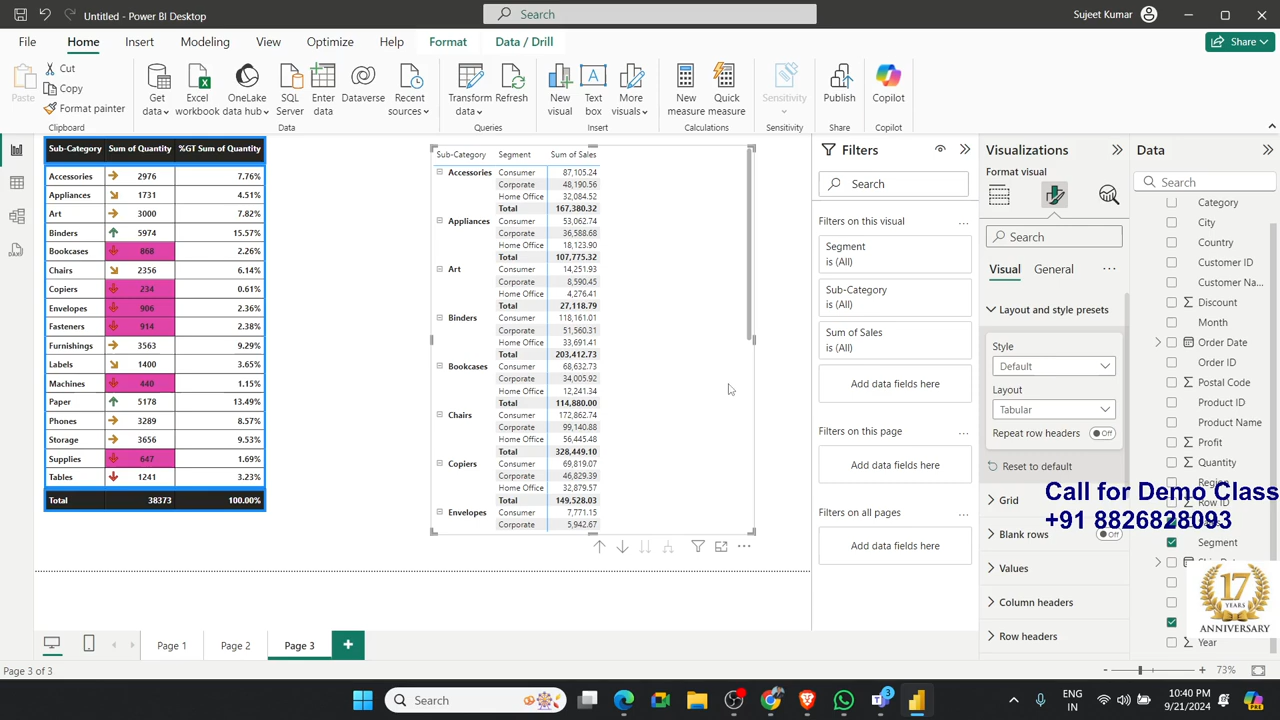 Untitled - Power BI Desktop
Search
Sujeet Kumar
File Home Insert Modeling View Optimize Help Format Data / Drill
Share
Paste
Cut
Copy
Format painter
Get data
Excel workbook
OneLake data hub
SQL Server
Enter data
Dataverse
Recent sources
Transform data
Refresh
New visual
Text box
More visuals
New measure
Quick measure
Sensitivity
Publish
Copilot
Clipboard Data Queries Insert Calculations Sensitivity Share Copilot
Sub-Category Sum of Quantity %GT Sum of Quantity
Accessories 2976 7.76%
Appliances 1731 4.51%
Art 3000 7.82%
Binders 5974 15.57%
Bookcases 868 2.26%
Chairs 2356 6.14%
Copiers 234 0.61%
Envelopes 906 2.36%
Fasteners 914 2.38%
Furnishings 3563 9.29%
Labels 1400 3.65%
Machines 440 1.15%
Paper 5178 13.49%
Phones 3289 8.57%
Storage 3656 9.53%
Supplies 647 1.69%
Tables 1241 3.23%
Total 38373 100.00%
Sub-Category Segment Sum of Sales
Accessories Consumer 87,105.24
Corporate 48,190.56
Home Office 32,084.52
Total 167,380.32
Appliances Consumer 53,062.74
Corporate 36,588.68
Home Office 18,123.90
Total 107,775.32
Art Consumer 14,251.93
Corporate 8,590.45
Home Office 4,276.41
Total 27,118.79
Binders Consumer 118,161.01
Corporate 51,560.31
Home Office 33,691.41
Total 203,412.73
Bookcases Consumer 68,632.73
Corporate 34,005.92
Home Office 12,241.34
Total 114,880.00
Chairs Consumer 172,862.74
Corporate 99,140.88
Home Office 56,445.48
Total 328,449.10
Copiers Consumer 69,819.07
Corporate 46,829.39
Home Office 32,879.57
Total 149,528.03
Envelopes Consumer 7,771.15
Corporate 5,942.67
Filters
Search
Filters on this visual ...
Segment
is (All)
Sub-Category
is (All)
Sum of Sales
is (All)
Add data fields here
Filters on this page ...
Add data fields here
Filters on all pages ...
Add data fields here
Visualizations
Format visual
Search
Visual General ...
Layout and style presets
Style
Default
Layout
Tabular
Repeat row headers Off
Reset to default
Grid
Blank rows Off
Values
Column headers
Row headers
Data
Search
Category
City
Country
Customer ID
Customer Na...
Discount
Month
Order Date
Order ID
Postal Code
Product ID
Product Name
Profit
Quantity
Row ID
Segment
Year
Call for Demo Class
+91 8826828093
17
YEARS
ANNIVERSARY
Page 1 Page 2 Page 3 +
Page 3 of 3
- + 73%
Search
3
ENG
IN
10:40 PM
9/21/2024